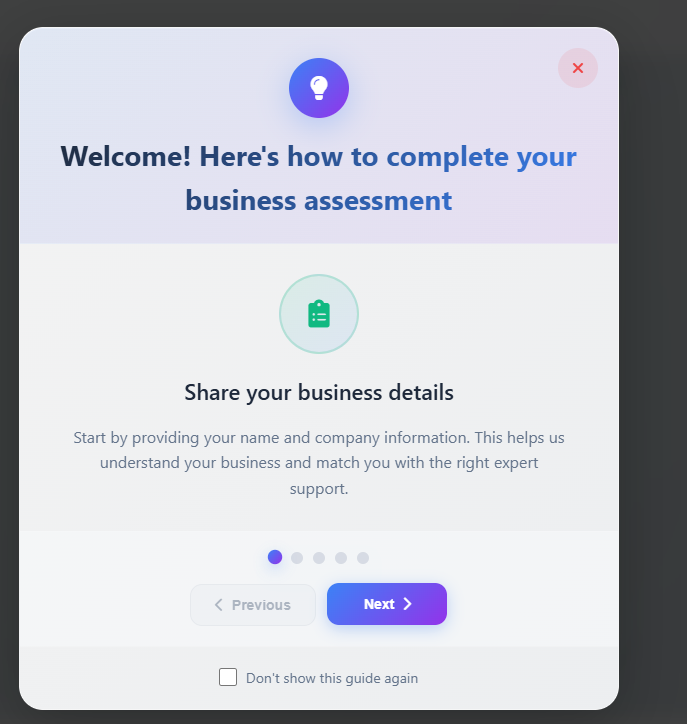 Welcome! Here's how to complete your
business assessment
Share your business details
Start by providing your name and company information. This helps us
understand your business and match you with the right expert
support.
Previous
Next
Don't show this guide again